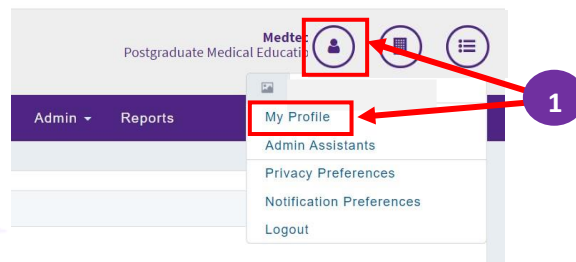 Medtec
Postgraduate Medical Educatio
Admin
Reports
My Profile
Admin Assistants
Privacy Preferences
Notification Preferences
Logout
1